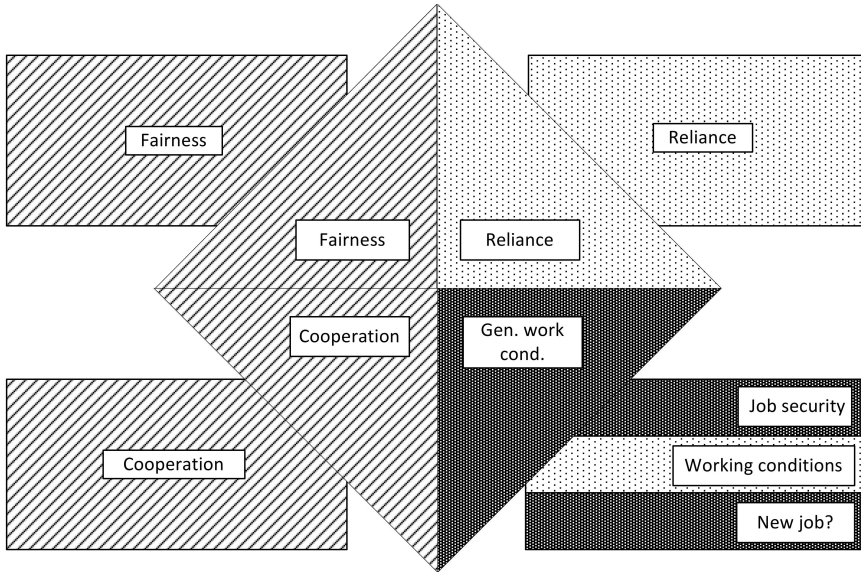 Fairness
Reliance
Fairness
Reliance
Cooperation
Gen. work
cond.
Job security
Cooperation
Working conditions
New job?